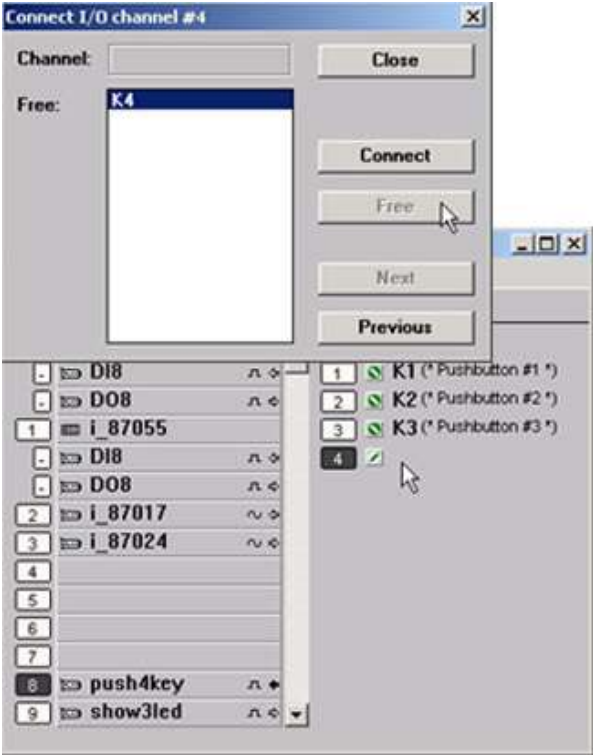 Connect I/O channel #4
Channel:
Close
Free:
K4
Connect
Free
Next
Previous
- DI8
- DO8
1 i_87055
- DI8
- DO8
2 i_87017
3 i_87024
4
5
6
7
8 push4key
9 show3led
1 K1 (* Pushbutton #1 *)
2 K2 (* Pushbutton #2 *)
3 K3 (* Pushbutton #3 *)
4